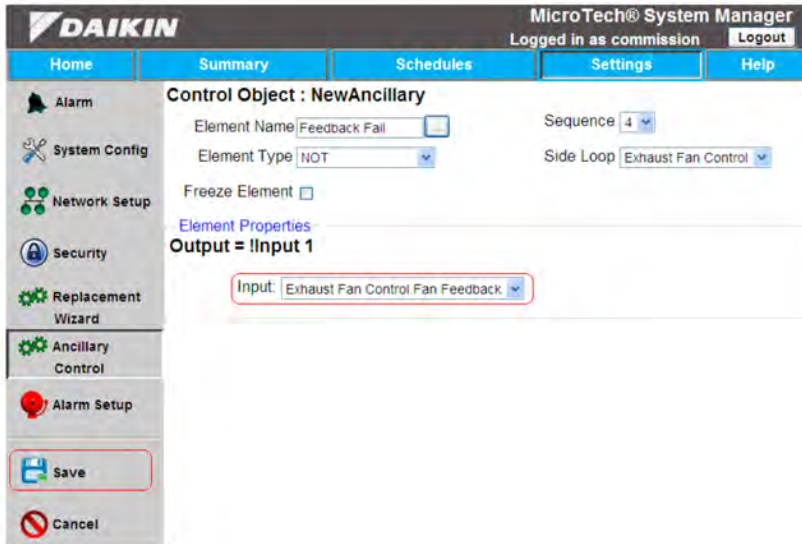 DAIKIN
MicroTech® System Manager
Logged in as commission Logout
Home Summary Schedules Settings Help
Alarm
System Config
Network Setup
Security
Replacement
Wizard
Ancillary
Control
Alarm Setup
Save
Cancel
Control Object : NewAncillary
Element Name Feedback Fail ... Sequence 4
Element Type NOT Side Loop Exhaust Fan Control
Freeze Element
Element Properties
Output = !Input 1
Input: Exhaust Fan Control Fan Feedback